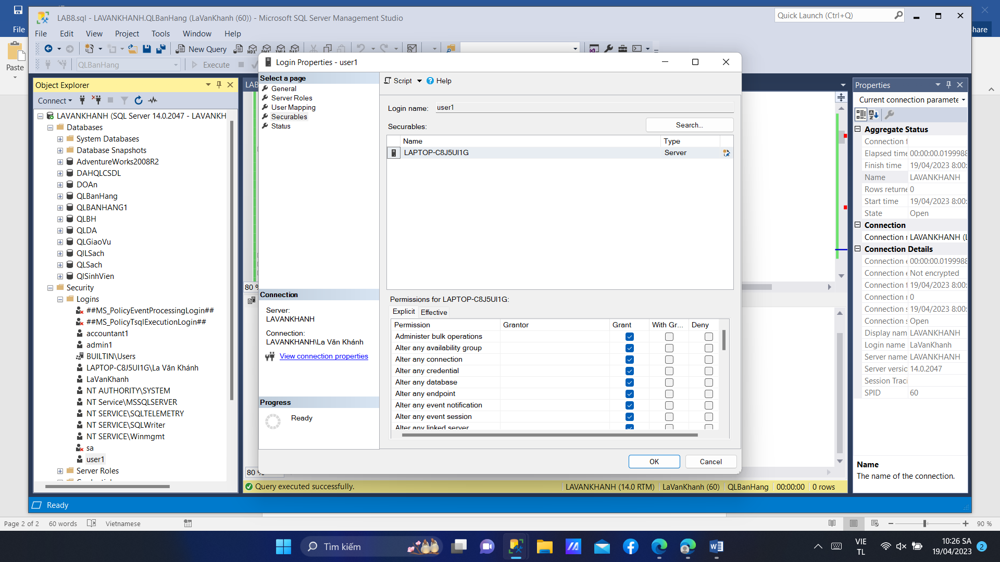 LAB8.sql - LAVANKHANH.QLBanHang (LaVanKhanh (60)) - Microsoft SQL Server Management Studio
Quick Launch (Ctrl+Q)
File
hare
File Edit View Project Tools Window Help
New Query
Paste
QLBanHang
Execute
Login Properties - user1
Object Explorer
Connect
LAVANKHANH (SQL Server 14.0.2047 - LAVANKH
Databases
System Databases
Database Snapshots
AdventureWorks2008R2
DAHQLCSDL
DOAn
QLBanHang
QLBANHANG1
QLBH
QLDA
QLGiaoVu
QlLSach
QLSach
QlSinhVien
Security
Logins
##MS_PolicyEventProcessingLogin##
##MS_PolicyTsqlExecutionLogin##
accountant1
admin1
BUILTIN\Users
LAPTOP-C8J5UI1G\La Văn Khánh
LaVanKhanh
NT AUTHORITY\SYSTEM
NT Service\MSSQLSERVER
NT SERVICE\SQLTELEMETRY
NT SERVICE\SQLWriter
NT SERVICE\Winmgmt
sa
user1
Server Roles
LAB
80 %
80 %
Select a page
General
Server Roles
User Mapping
Securables
Status
Connection
Server:
LAVANKHANH
Connection:
LAVANKHANH\La Văn Khánh
View connection properties
Progress
Ready
Script Help
Login name: user1
Securables:
Search...
Name Type
LAPTOP-C8J5UI1G Server
Permissions for LAPTOP-C8J5UI1G:
Explicit Effective
Permission Grantor Grant With Gr... Deny
Administer bulk operations
Alter any availability group
Alter any connection
Alter any credential
Alter any database
Alter any endpoint
Alter any event notification
Alter any event session
Alter any linked server
OK Cancel
Query executed successfully.
LAVANKHANH (14.0 RTM) LaVanKhanh (60) QLBanHang 00:00:00 0 rows
Properties
Current connection paramete
Aggregate Status
Connection f
Elapsed time 00:00:00.0199988
Finish time 19/04/2023 8:00:
Name LAVANKHANH
Rows returne 0
Start time 19/04/2023 8:00:
State Open
Connection
Connection r LAVANKHANH (L
Connection Details
Connection e 00:00:00.0199988
Connection e Not encrypted
Connection f 19/04/2023 8:00:
Connection r 0
Connection s 19/04/2023 8:00:
Connection s Open
Display nam LAVANKHANH
Login name LaVanKhanh
Server name LAVANKHANH
Server versic 14.0.2047
Session Traci
SPID 60
Name
The name of the connection.
Ready
Page 2 of 2 60 words Vietnamese
90 %
Tìm kiếm
VIE
TL
10:26 SA
19/04/2023
2